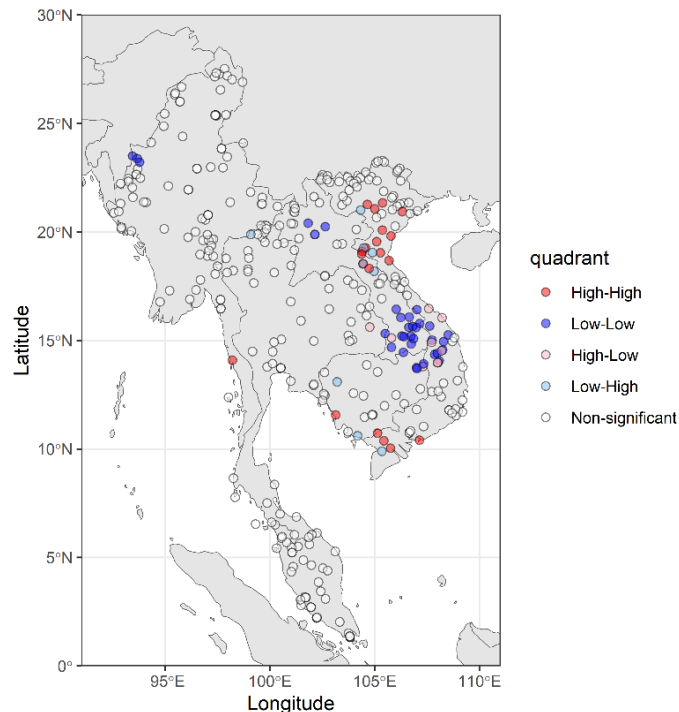 30°N
25°N
20°N
15°N
10°N
5°N
0°
Latitude
95°E 100°E 105°E 110°E
Longitude
quadrant
High-High
Low-Low
High-Low
Low-High
Non-significant